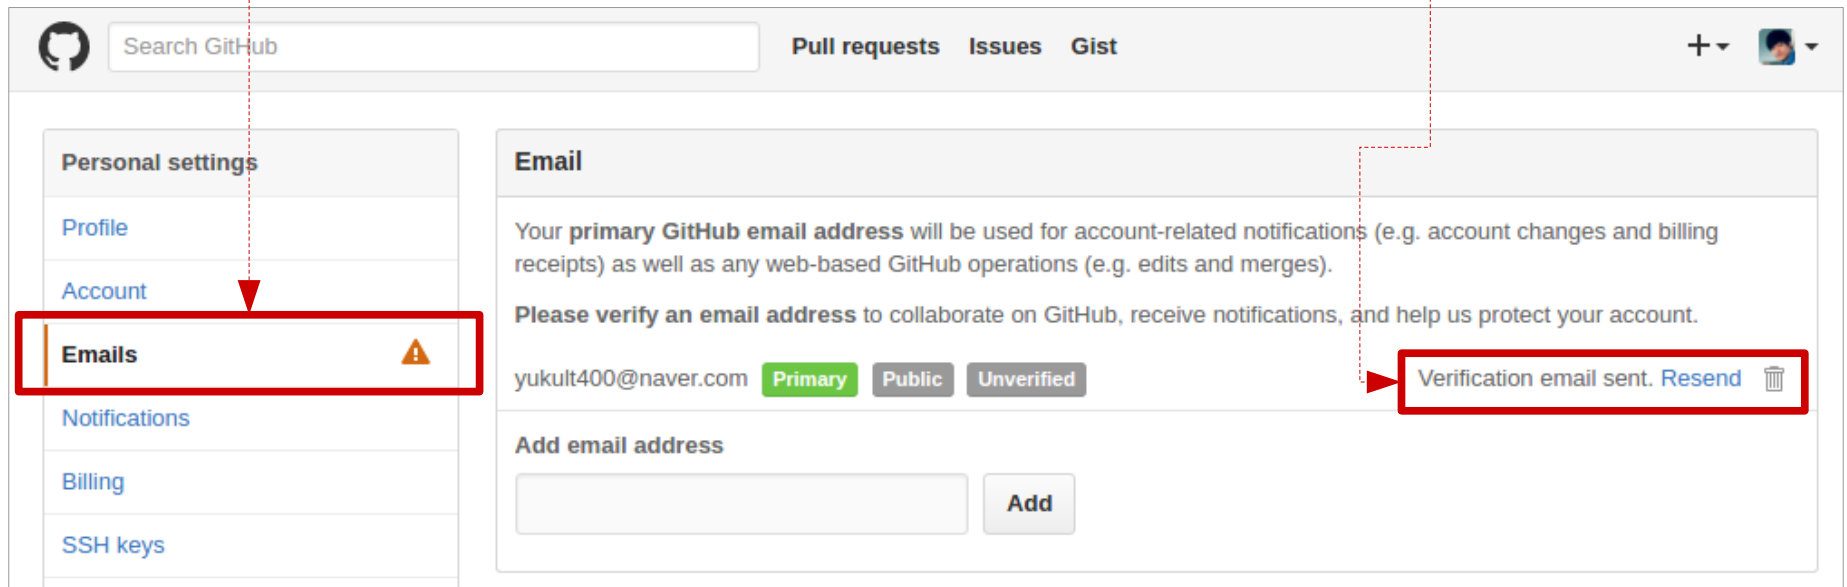 Search GitHub
Pull requests Issues Gist
Personal settings
Profile
Account
Emails
Notifications
Billing
SSH keys
Email
Your primary GitHub email address will be used for account-related notifications (e.g. account changes and billing
receipts) as well as any web-based GitHub operations (e.g. edits and merges).
Please verify an email address to collaborate on GitHub, receive notifications, and help us protect your account.
yukult400@naver.com Primary Public Unverified Verification email sent. Resend
Add email address
Add